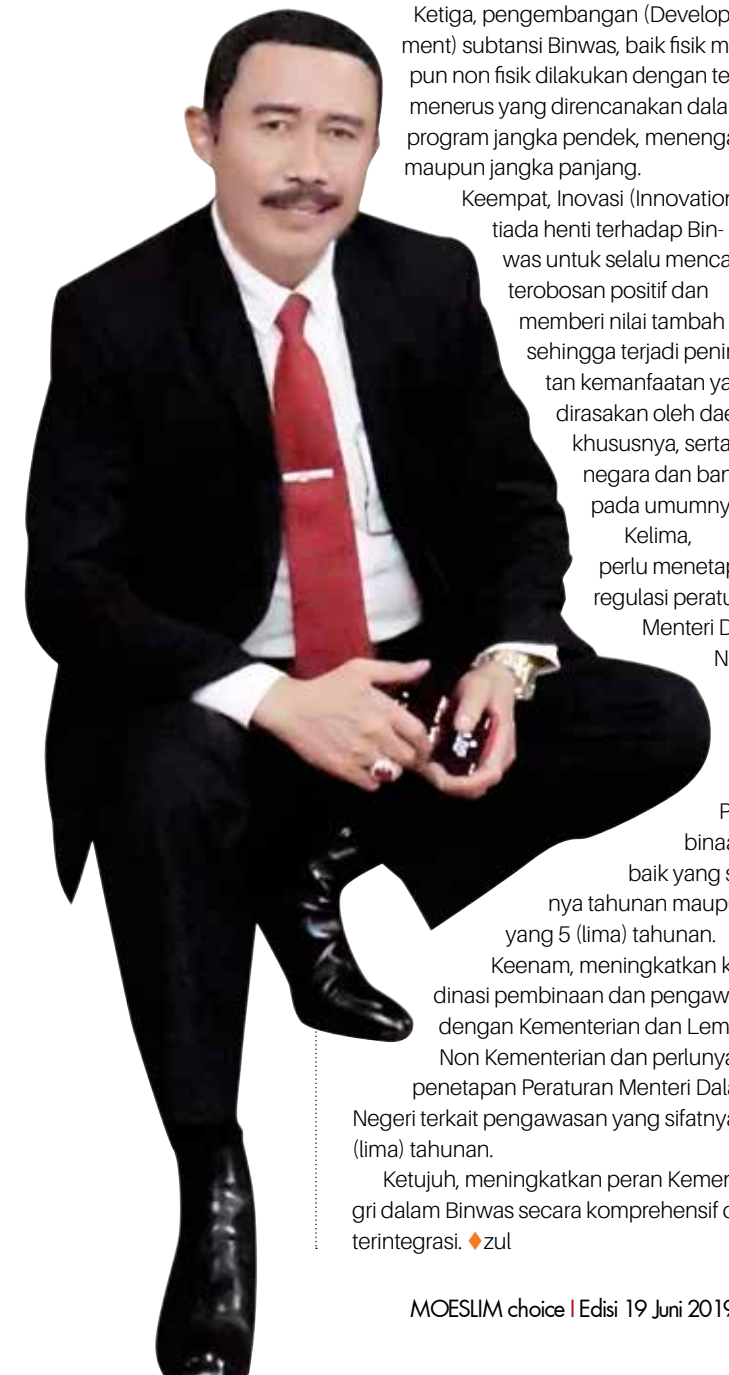 Ketiga, pengembangan (Develop-
ment) subtansi Binwas, baik fisik m
pun non fisik dilakukan dengan te
menerus yang direncanakan dala
program jangka pendek, menenga
maupun jangka panjang.
Keempat, Inovasi (Innovation
tiada henti terhadap Bin-
was untuk selalu menca
terobosan positif dan
memberi nilai tambah
sehingga terjadi penin
tan kemanfaatan ya
dirasakan oleh dae
khususnya, serta
negara dan ban
pada umumny
Kelima,
perlu menetap
regulasi peratu
Menteri D
N
P
binaa
baik yang s
nya tahunan maupu
yang 5 (lima) tahunan.
Keenam, meningkatkan k
dinasi pembinaan dan pengaw
dengan Kementerian dan Lem
Non Kementerian dan perlunya
penetapan Peraturan Menteri Dala
Negeri terkait pengawasan yang sifatnya
(lima) tahunan.
Ketujuh, meningkatkan peran Kemen
gri dalam Binwas secara komprehensif d
terintegrasi. ♦zul
MOESLIM choice | Edisi 19 Juni 2019